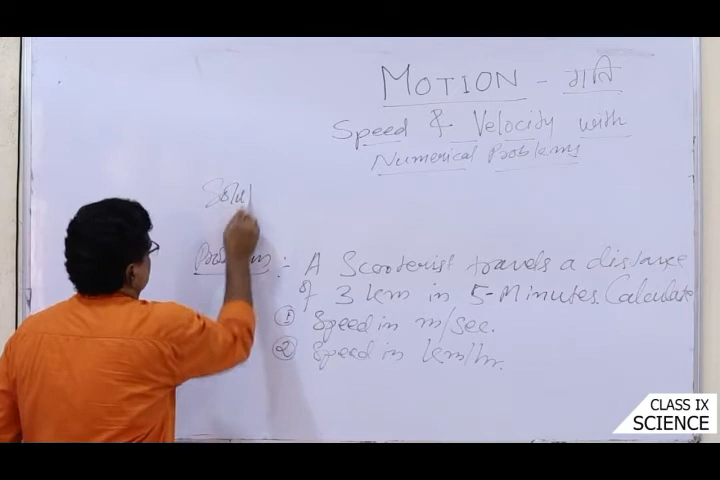 MOTION - गति
Speed & Velocity with
Numerical Problems
Solu
Problem :- A Scooterist travels a distance
of 3 km in 5-Minutes. Calculate
① Speed in m/sec.
② Speed in km/hr.
CLASS IX
SCIENCE